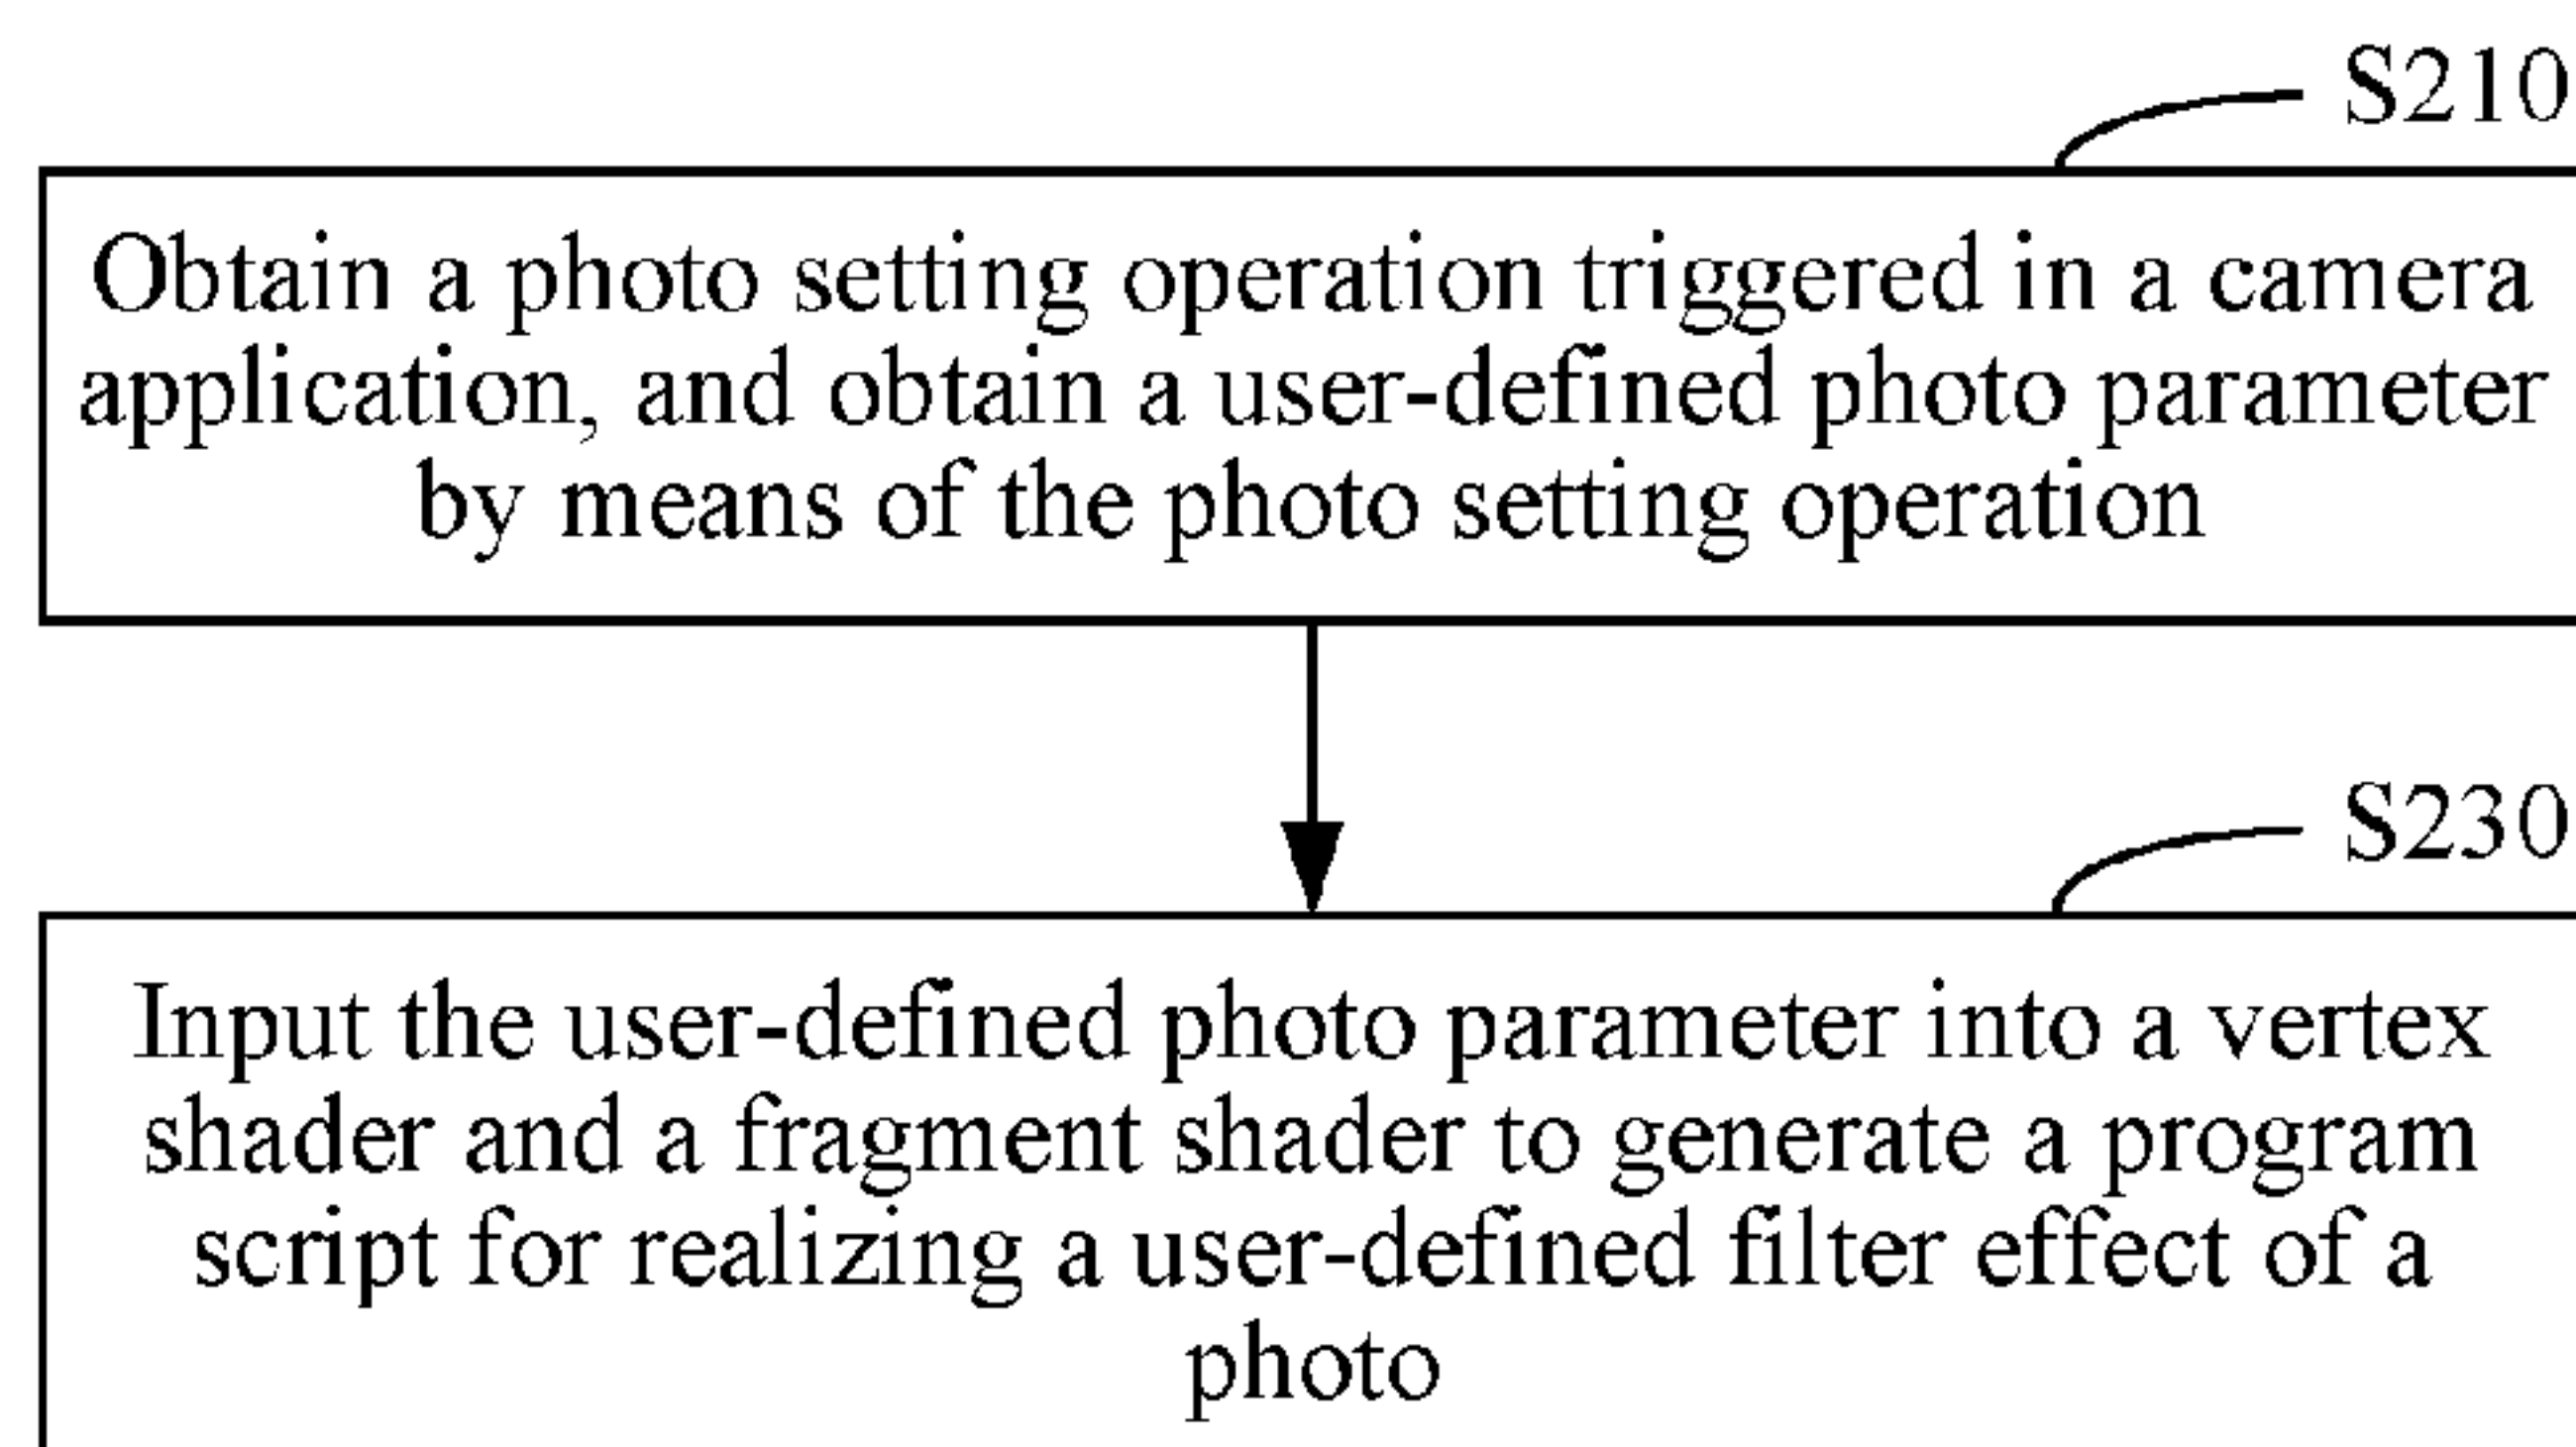 S210
Obtain a photo setting operation triggered in a camera
application, and obtain a user-defined photo parameter
by means of the photo setting operation
S230
Input the user-defined photo parameter into a vertex
shader and a fragment shader to generate a program
script for realizing a user-defined filter effect of a
photo